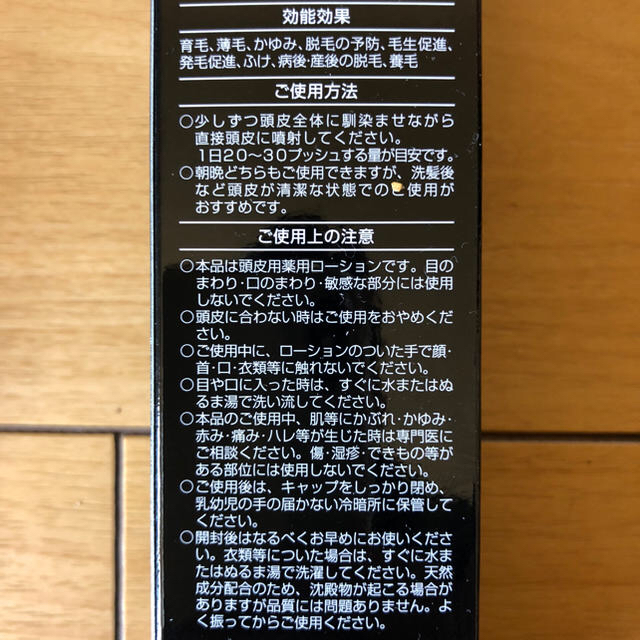 効能効果
育毛、薄毛、かゆみ、脱毛の予防、毛生促進、
発毛促進、ふけ、病後・産後の脱毛、養毛
ご使用方法
○少しずつ頭皮全体に馴染ませながら
直接頭皮に噴射してください。
1日20〜30プッシュする量が目安です。
○朝晩どちらもご使用できますが、洗髪後
など頭皮が清潔な状態でのご使用が
おすすめです。
ご使用上の注意
○本品は頭皮用薬用ローションです。目の
まわり・口のまわり・敏感な部分には使用
しないでください。
○頭皮に合わない時はご使用をおやめくだ
さい。
○ご使用中に、ローションのついた手で顔・
首・口・衣類等に触れないでください。
○目や口に入った時は、すぐに水またはぬ
るま湯で洗い流してください。
○本品のご使用中、肌等にかぶれ・かゆみ・
赤み・痛み・ハレ等が生じた時は専門医に
ご相談ください。傷・湿疹・できもの等が
ある部位には使用しないでください。
○ご使用後は、キャップをしっかり閉め、
乳幼児の手の届かない冷暗所に保管して
ください。
○開封後はなるべくお早めにお使いくださ
い。衣類等についた場合は、すぐに水ま
たはぬるま湯で洗濯してください。天然
成分配合のため、沈殿物が起こる場合が
ありますが品質には問題ありません。よ
く振ってからご使用ください。